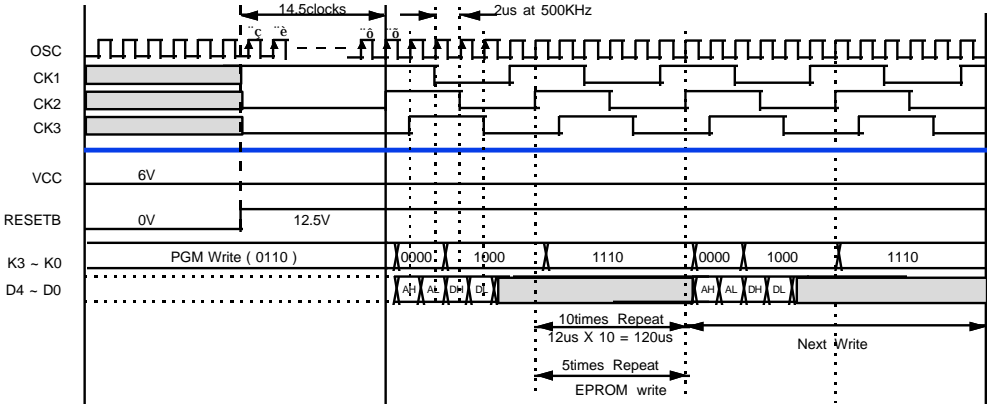 14.5clocks 2us at 500KHz
¨ç ¨è ¨ô ¨õ
OSC
CK1
CK2
CK3
VCC 6V
RESETB 0V 12.5V
K3 ~ K0 PGM Write ( 0110 ) 0000 1000 1110 0000 1000 1110
D4 ~ D0 AH AL DH DL AH AL DH DL
10times Repeat
12us X 10 = 120us
Next Write
5times Repeat
EPROM write